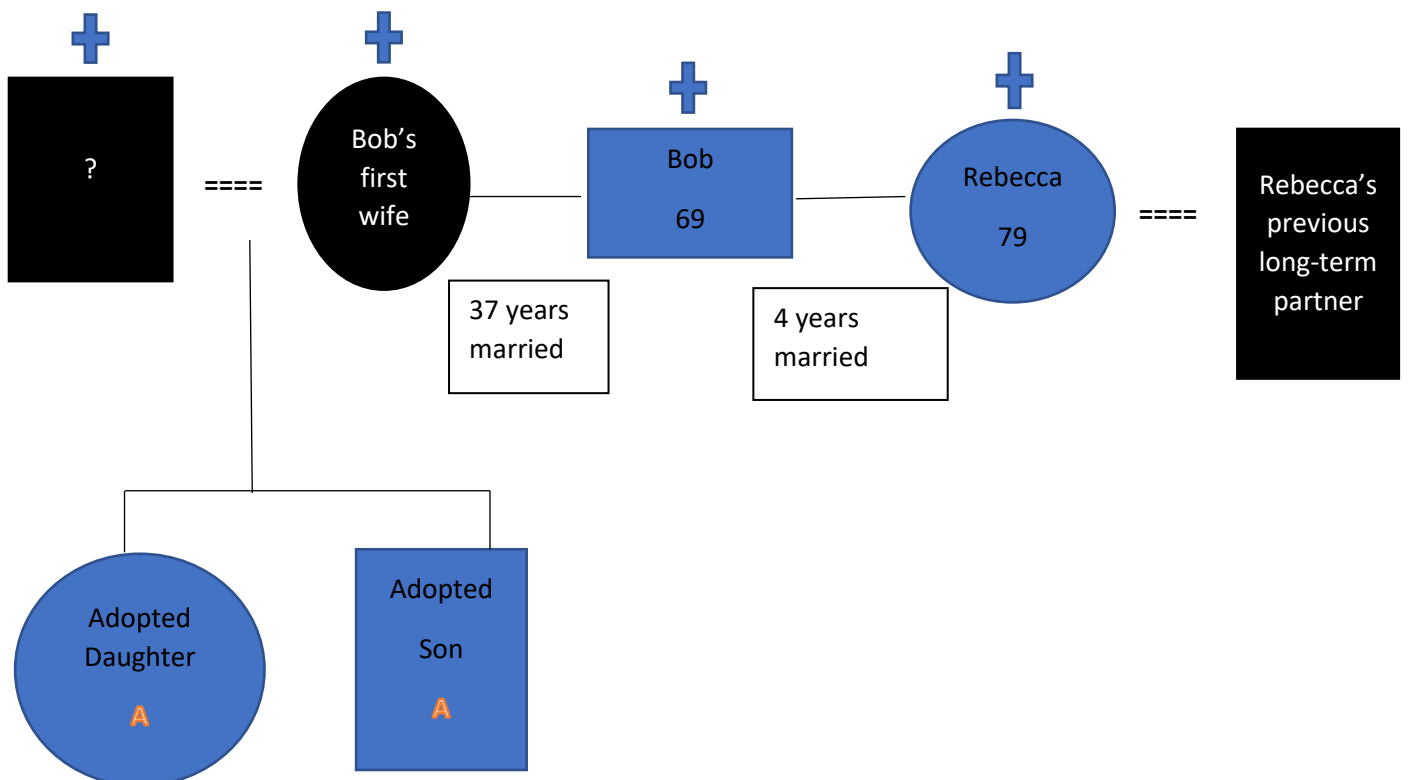 ?
====
Bob’s
first
wife
Bob
69
Rebecca
79
====
Rebecca’s
previous
long-term
partner
37 years
married
4 years
married
Adopted
Daughter
A
Adopted
Son
A